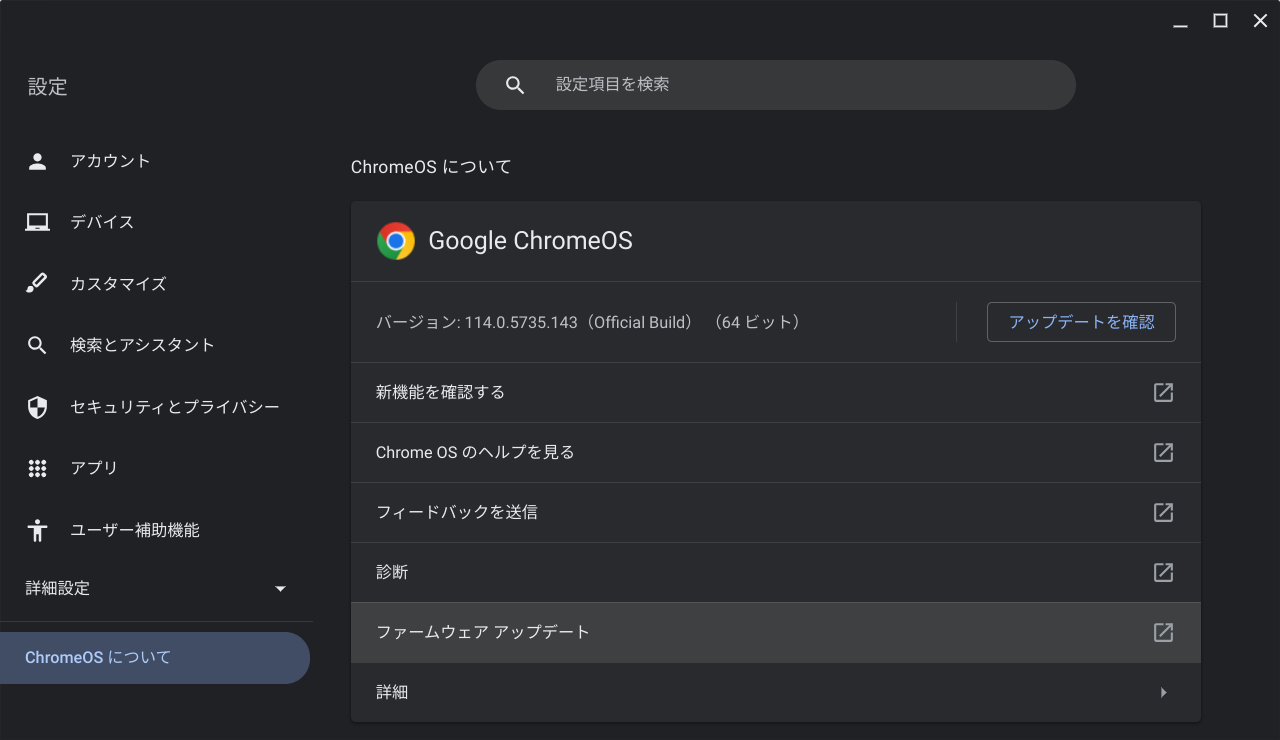 設定
設定項目を検索
アカウント
デバイス
カスタマイズ
検索とアシスタント
セキュリティとプライバシー
アプリ
ユーザー補助機能
詳細設定
ChromeOS について
ChromeOS について
Google ChromeOS
バージョン: 114.0.5735.143（Official Build） （64 ビット）
アップデートを確認
新機能を確認する
Chrome OS のヘルプを見る
フィードバックを送信
診断
ファームウェア アップデート
詳細